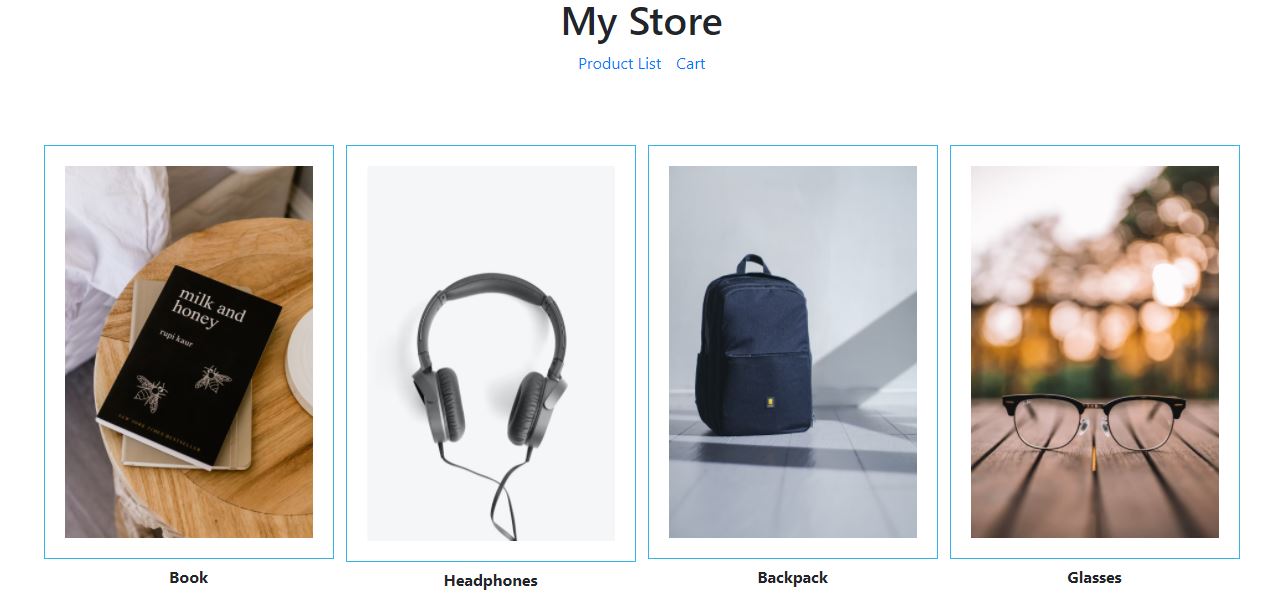 My Store
Product List Cart
milk and
honey
rupi kaur
NEW YORK TIMES BESTSELLER
Book
Headphones
Backpack
Glasses